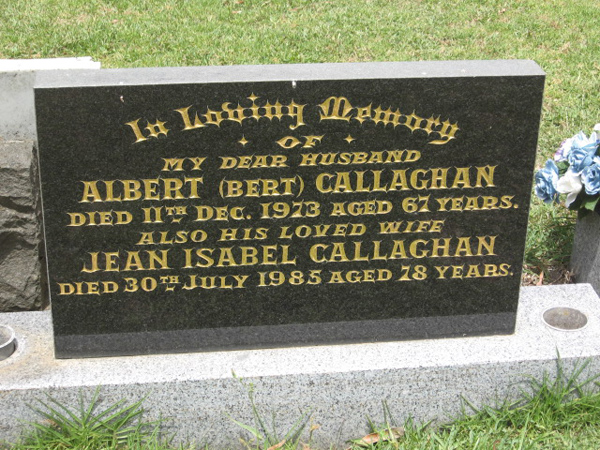 In Loving Memory
OF
MY DEAR HUSBAND
ALBERT (BERT) CALLAGHAN
DIED 11TH DEC. 1973 AGED 67 YEARS.
ALSO HIS LOVED WIFE
JEAN ISABEL CALLAGHAN
DIED 30TH JULY 1985 AGED 78 YEARS.